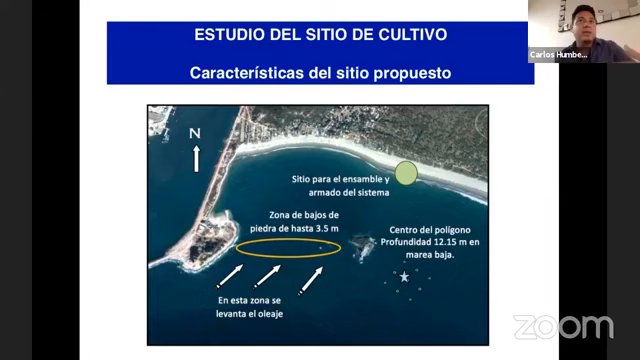 ESTUDIO DEL SITIO DE CULTIVO
Características del sitio propuesto
Carlos Humbe...
N
Sitio para el ensamble y
armado del sistema
Zona de bajos de
piedra de hasta 3.5 m
Centro del polígono
Profundidad 12.15 m en
marea baja.
En esta zona se
levanta el oleaje
zoom